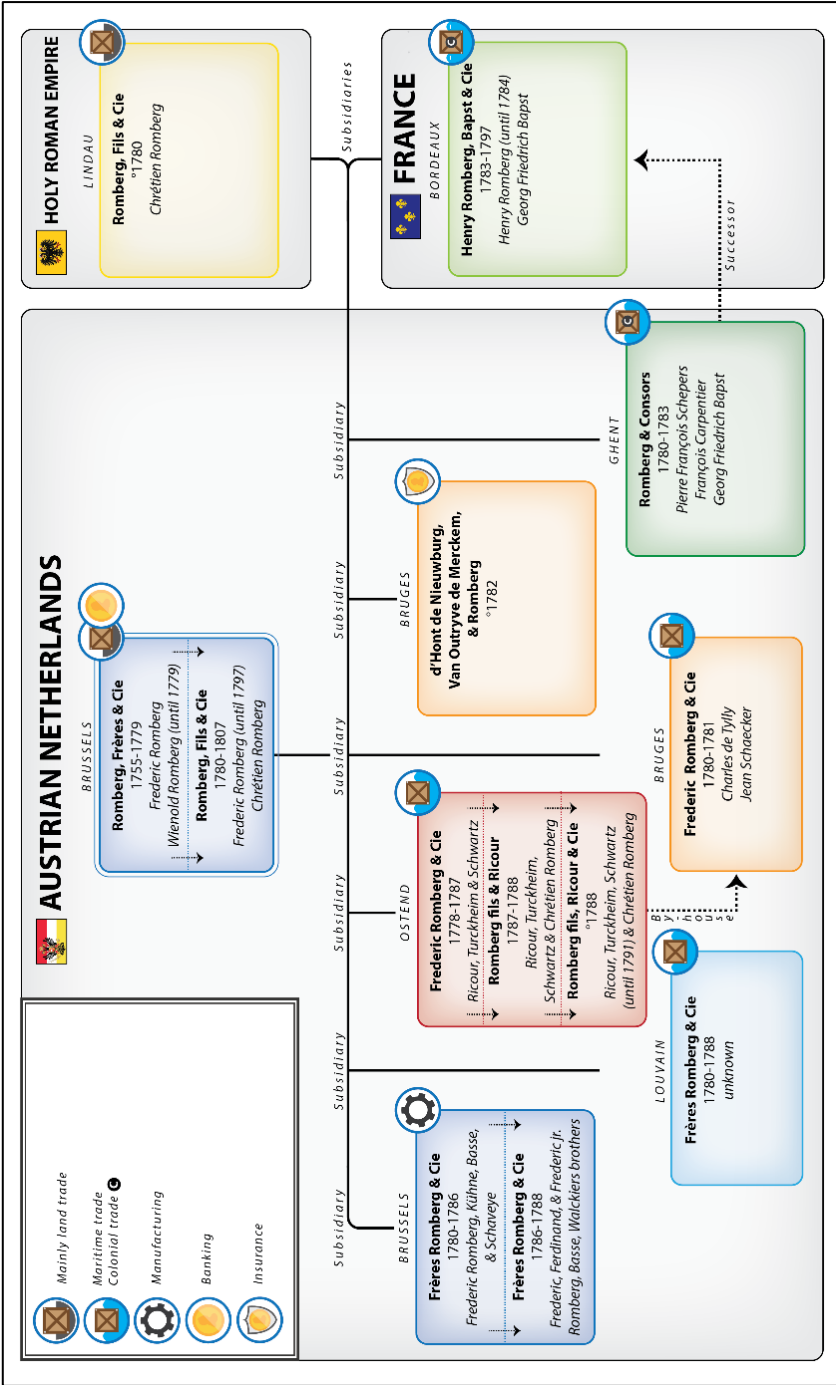 Mainly land trade
Maritime trade
Colonial trade C
Manufacturing
Banking
Insurance
AUSTRIAN NETHERLANDS
BRUSSELS
Romberg, Frères & Cie
1755-1779
Frederic Romberg
Wienold Romberg (until 1779)
Romberg, Fils & Cie
1780-1807
Frederic Romberg (until 1797)
Chrétien Romberg
HOLY ROMAN EMPIRE
LINDAU
Romberg, Fils & Cie
°1780
Chrétien Romberg
Subsidiaries
FRANCE
BORDEAUX
Henry Romberg, Bapst & Cie
1783-1797
Henry Romberg (until 1784)
Georg Friedrich Bapst
Subsidiary
Subsidiary
Subsidiary
Subsidiary
Subsidiary
Subsidiary
BRUSSELS
Frères Romberg & Cie
1780-1786
Frederic Romberg, Kühne, Basse,
& Schaveye
Frères Romberg & Cie
1786-1788
Frederic, Ferdinand, & Frederic jr.
Romberg, Basse, Walckiers brothers
OSTEND
Frederic Romberg & Cie
1778-1787
Ricour, Turckheim & Schwartz
Romberg fils & Ricour
1787-1788
Ricour, Turckheim,
Schwartz & Chrétien Romberg
Romberg fils, Ricour & Cie
°1788
Ricour, Turckheim, Schwartz
(until 1791) & Chrétien Romberg
BRUGES
d'Hont de Nieuwburg,
Van Outryve de Merckem,
& Romberg
°1782
LOUVAIN
Frères Romberg & Cie
1780-1788
unknown
By-house
BRUGES
Frederic Romberg & Cie
1780-1781
Charles de Tylly
Jean Schaecker
GHENT
Romberg & Consors
1780-1783
Pierre François Schepers
François Carpentier
Georg Friedrich Bapst
Successor